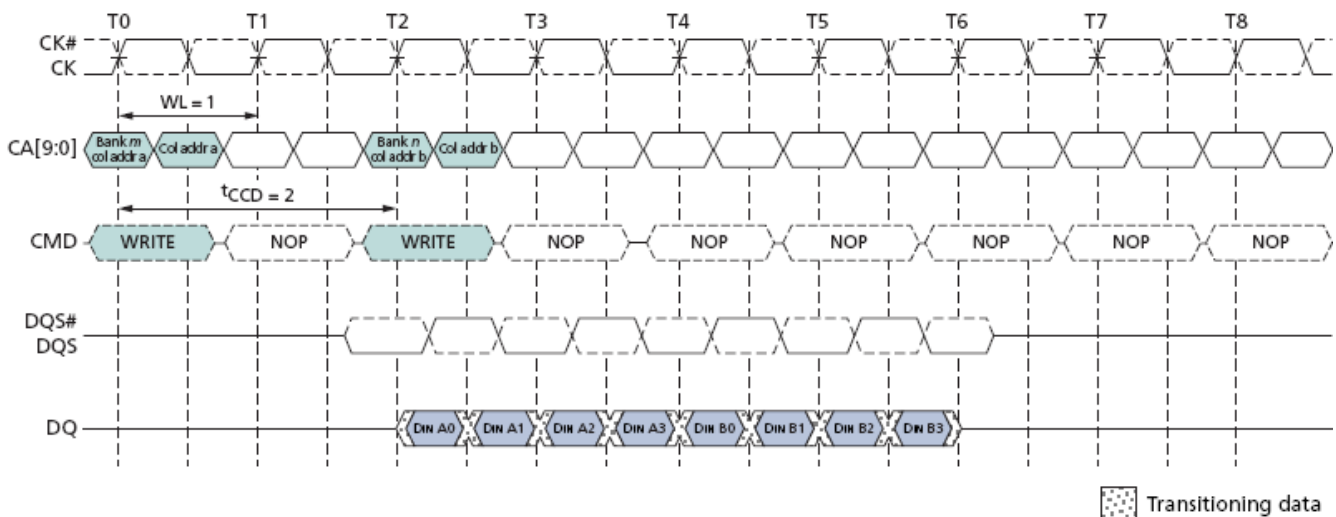 T0 T1 T2 T3 T4 T5 T6 T7 T8
CK#
CK
WL = 1
CA[9:0]
Bank m
col addr a
Col addr a
Bank n
col addr b
Col addr b
tCCD = 2
CMD WRITE NOP WRITE NOP NOP NOP NOP NOP NOP
DQS#
DQS
DQ DIN A0 DIN A1 DIN A2 DIN A3 DIN B0 DIN B1 DIN B2 DIN B3
Transitioning data